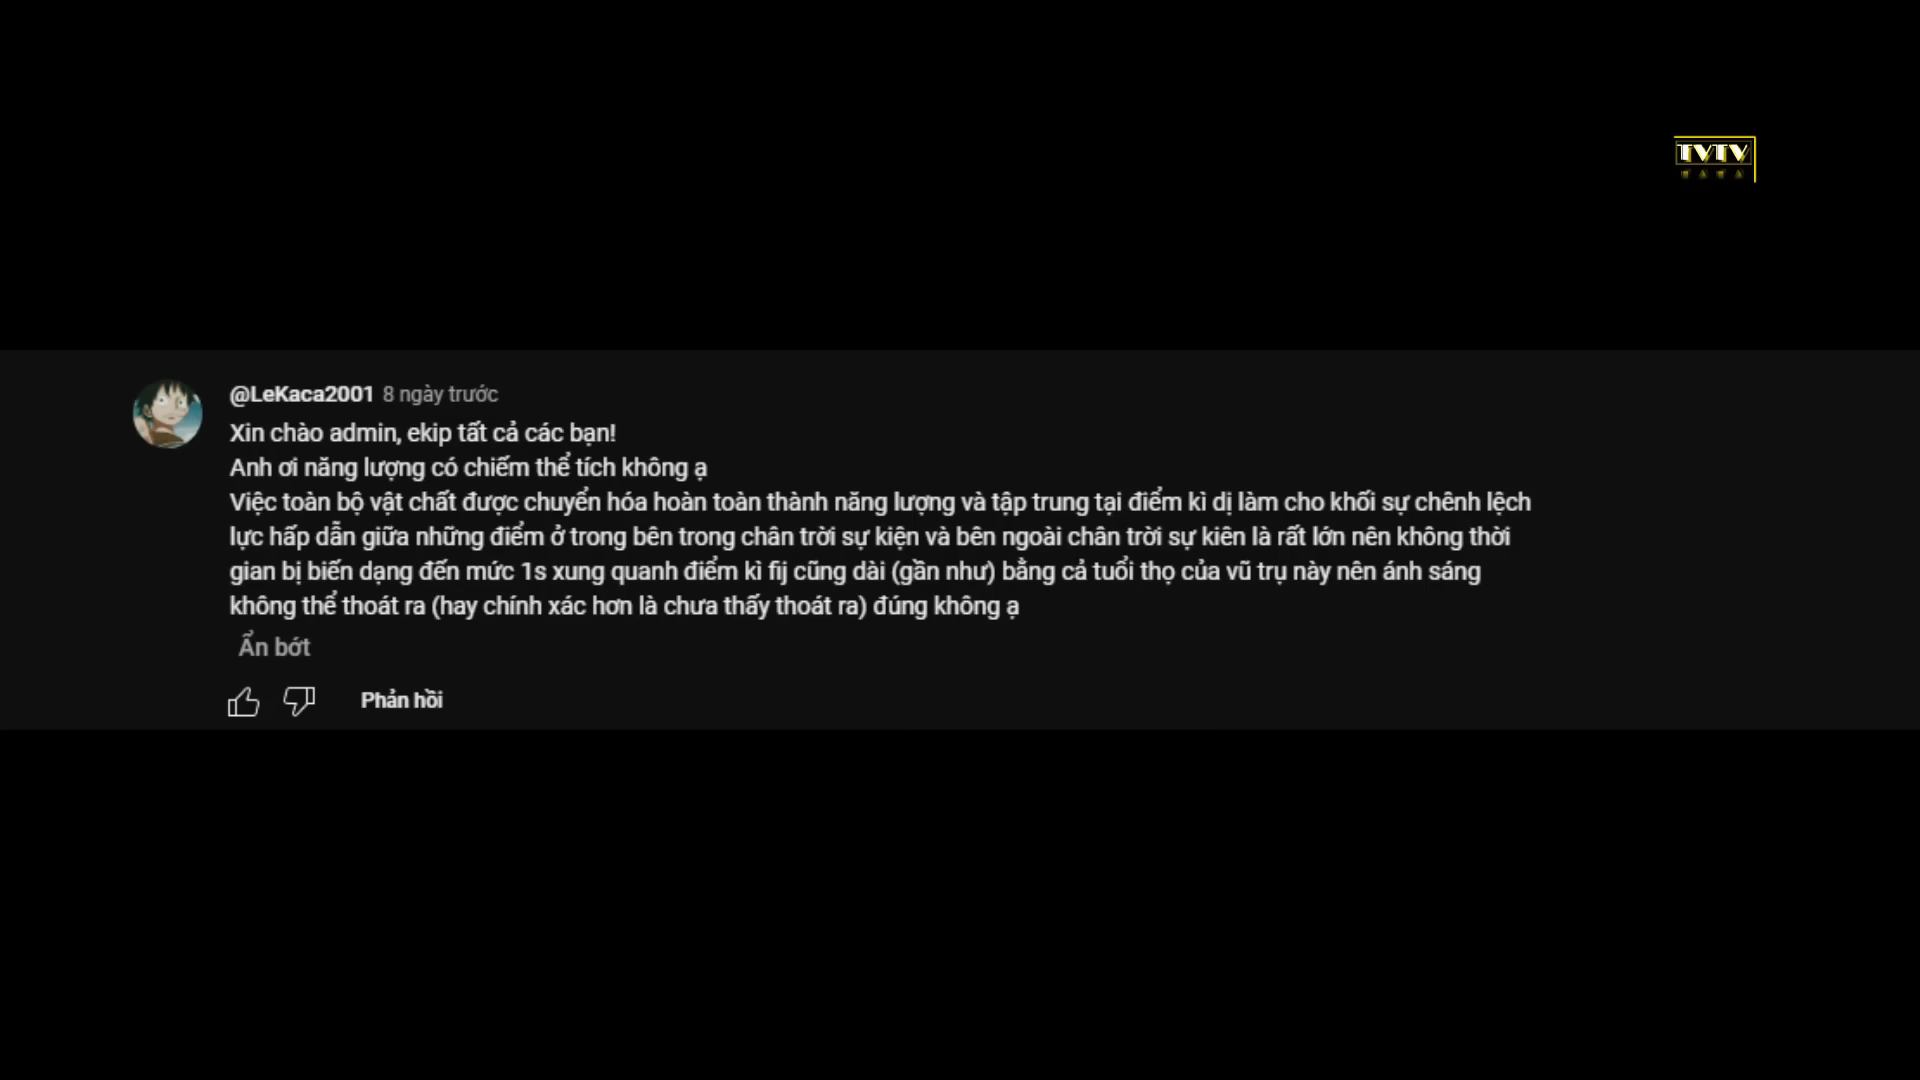 TVTV
@LeKaca2001 8 ngày trước
Xin chào admin, ekip tất cả các bạn!
Anh ơi năng lượng có chiếm thể tích không ạ
Việc toàn bộ vật chất được chuyển hóa hoàn toàn thành năng lượng và tập trung tại điểm kì dị làm cho khối sự chênh lệch
lực hấp dẫn giữa những điểm ở trong bên trong chân trời sự kiện và bên ngoài chân trời sự kiên là rất lớn nên không thời
gian bị biến dạng đến mức 1s xung quanh điểm kì fij cũng dài (gần như) bằng cả tuổi thọ của vũ trụ này nên ánh sáng
không thể thoát ra (hay chính xác hơn là chưa thấy thoát ra) đúng không ạ
Ẩn bớt
Phản hồi